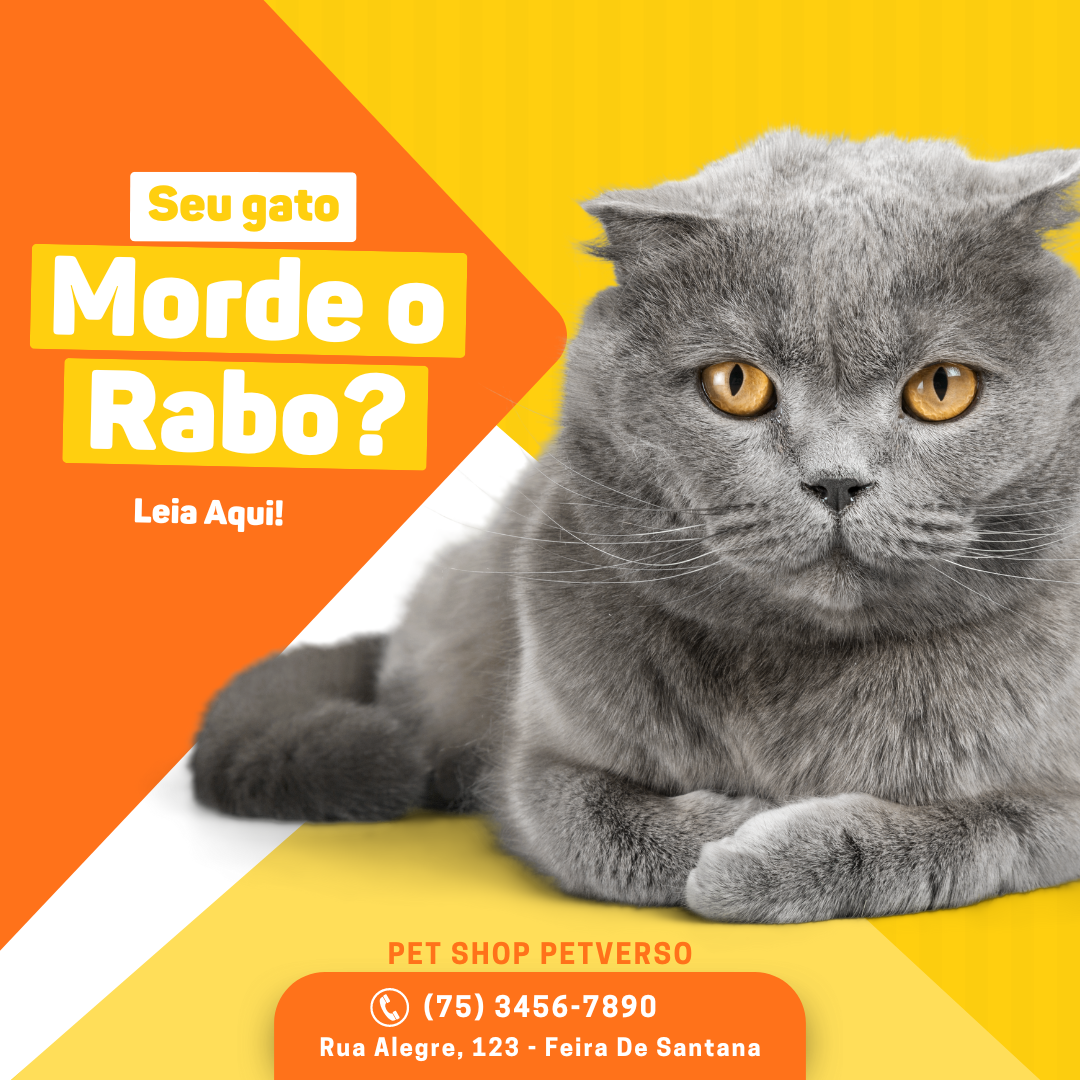 Seu gato
Morde o
Rabo?
Leia Aqui!
PET SHOP PETVERSO
(75) 3456-7890
Rua Alegre, 123 - Feira De Santana